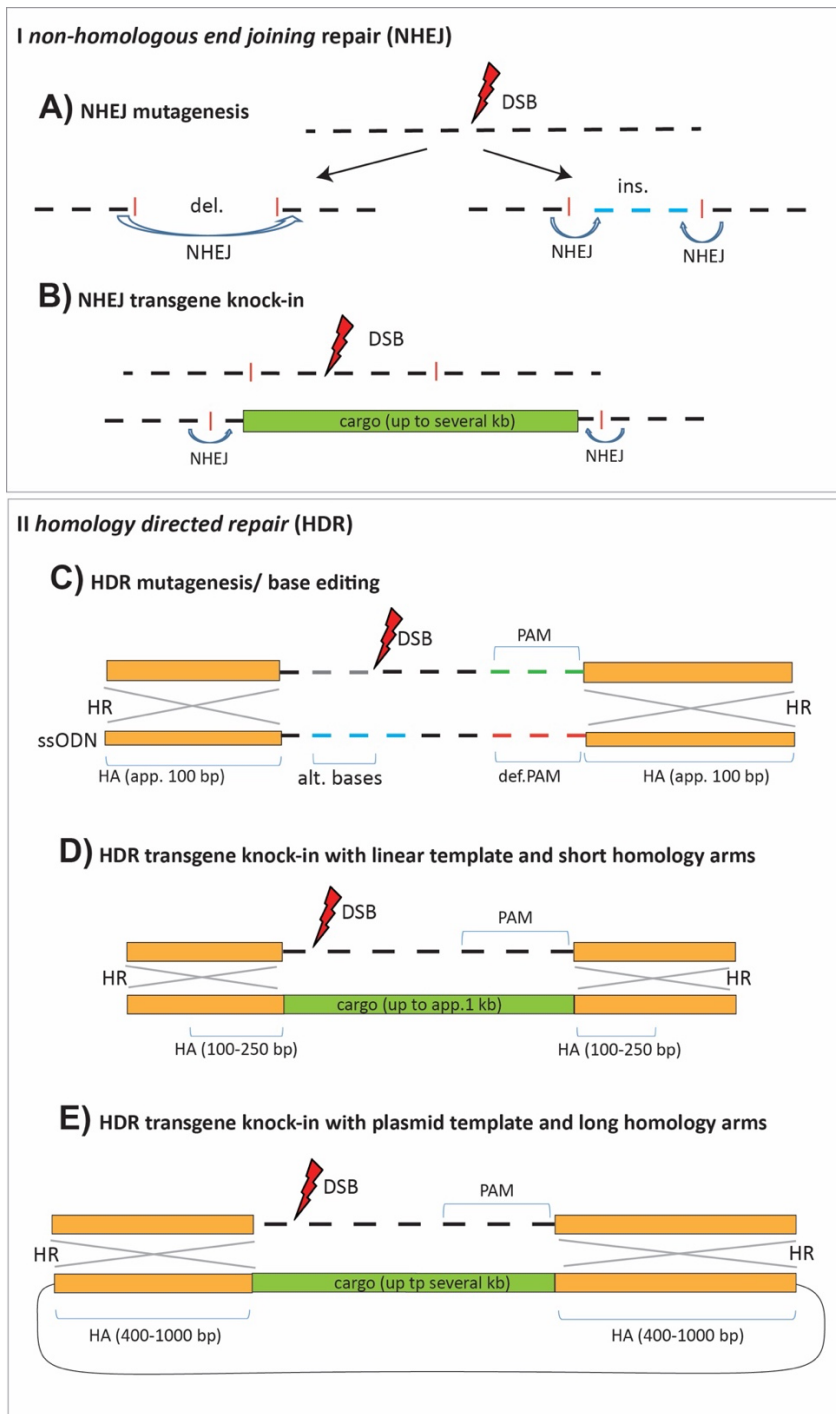 I non-homologous end joining repair (NHEJ)
A) NHEJ mutagenesis
DSB
del.
NHEJ
ins.
NHEJ
NHEJ
B) NHEJ transgene knock-in
DSB
cargo (up to several kb)
NHEJ
NHEJ
II homology directed repair (HDR)
C) HDR mutagenesis/ base editing
DSB
PAM
HR
HR
ssODN
HA (app. 100 bp)
alt. bases
def.PAM
HA (app. 100 bp)
D) HDR transgene knock-in with linear template and short homology arms
DSB
PAM
HR
HR
cargo (up to app.1 kb)
HA (100-250 bp)
HA (100-250 bp)
E) HDR transgene knock-in with plasmid template and long homology arms
DSB
PAM
HR
HR
cargo (up tp several kb)
HA (400-1000 bp)
HA (400-1000 bp)